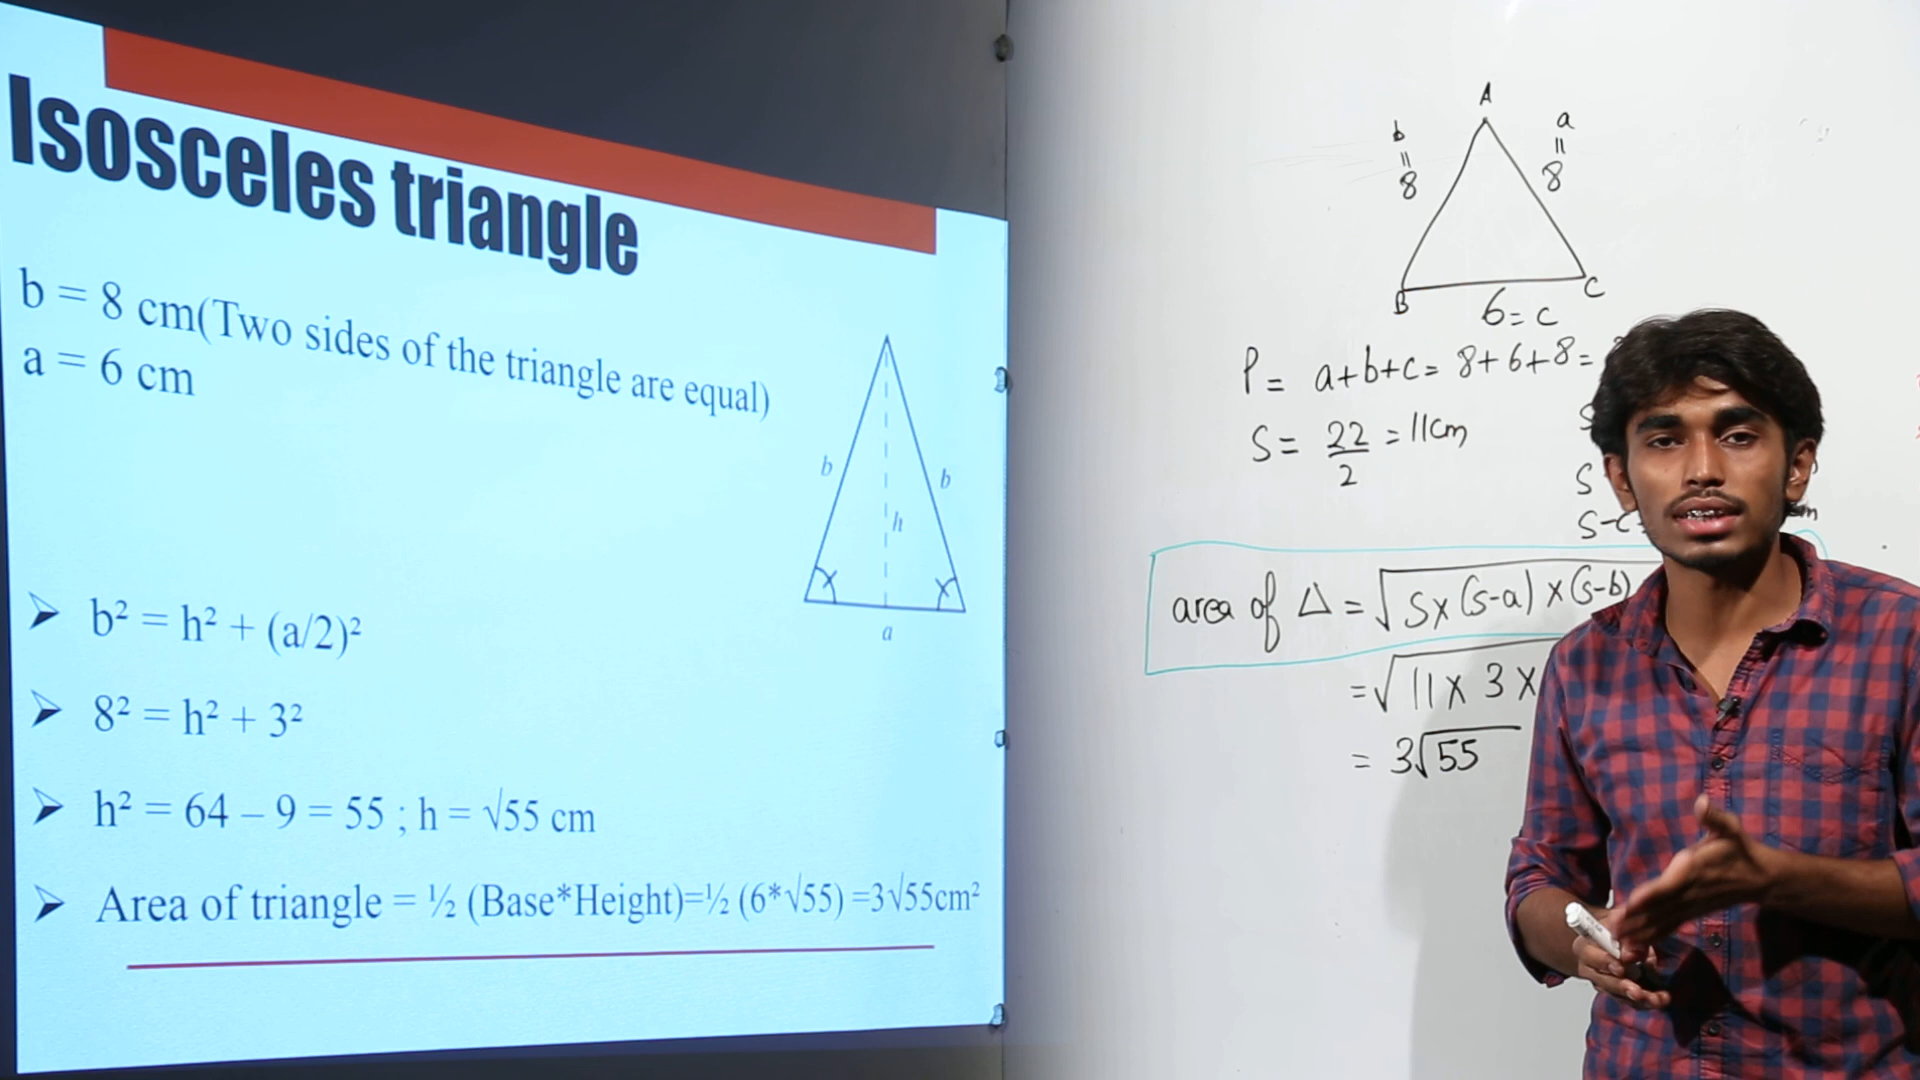 Isosceles triangle
b = 8 cm(Two sides of the triangle are equal)
a = 6 cm
b
b
h
a
b² = h² + (a/2)²
8² = h² + 3²
h² = 64 – 9 = 55 ; h = √55 cm
Area of triangle = ½ (Base*Height)=½ (6*√55) =3√55cm²
A
b
=
8
a
=
8
B
C
6 = c
P = a+b+c = 8+6+8 =
S = 22/2 = 11cm
S
S
S-c
area of Δ = √S×(s-a)×(s-b)
= √11 × 3 ×
= 3√55